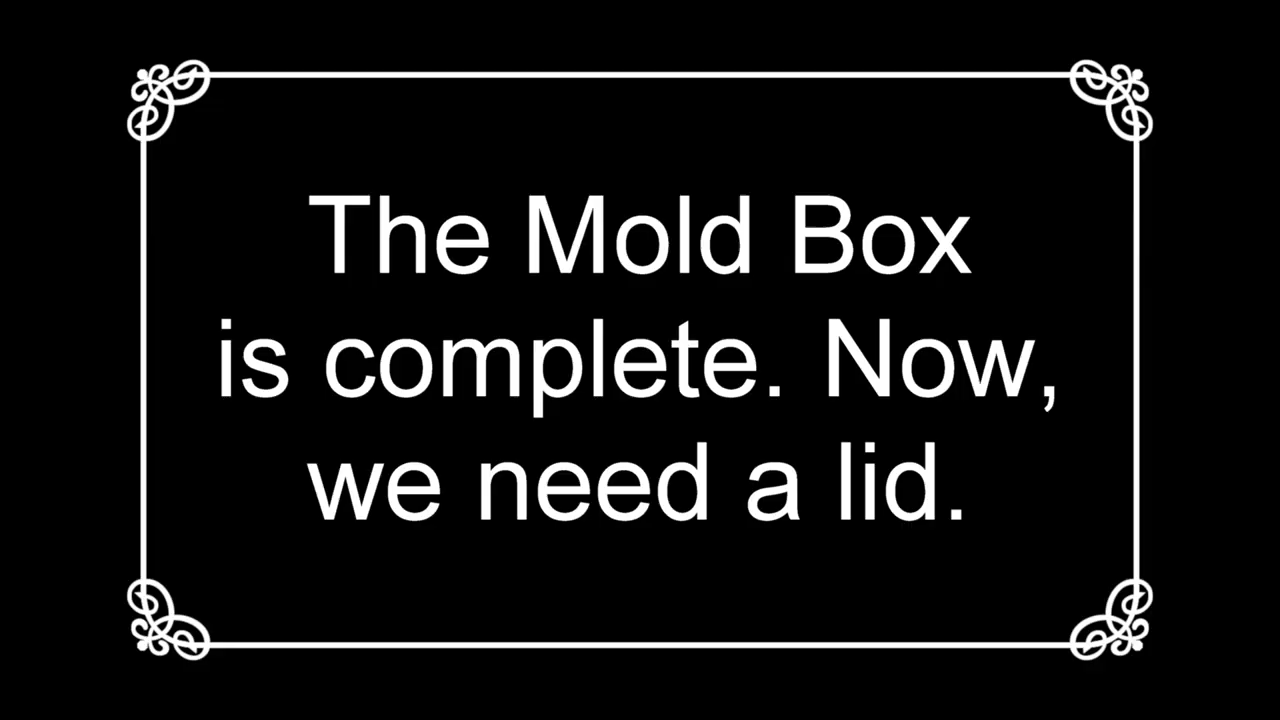 The Mold Box
is complete. Now,
we need a lid.